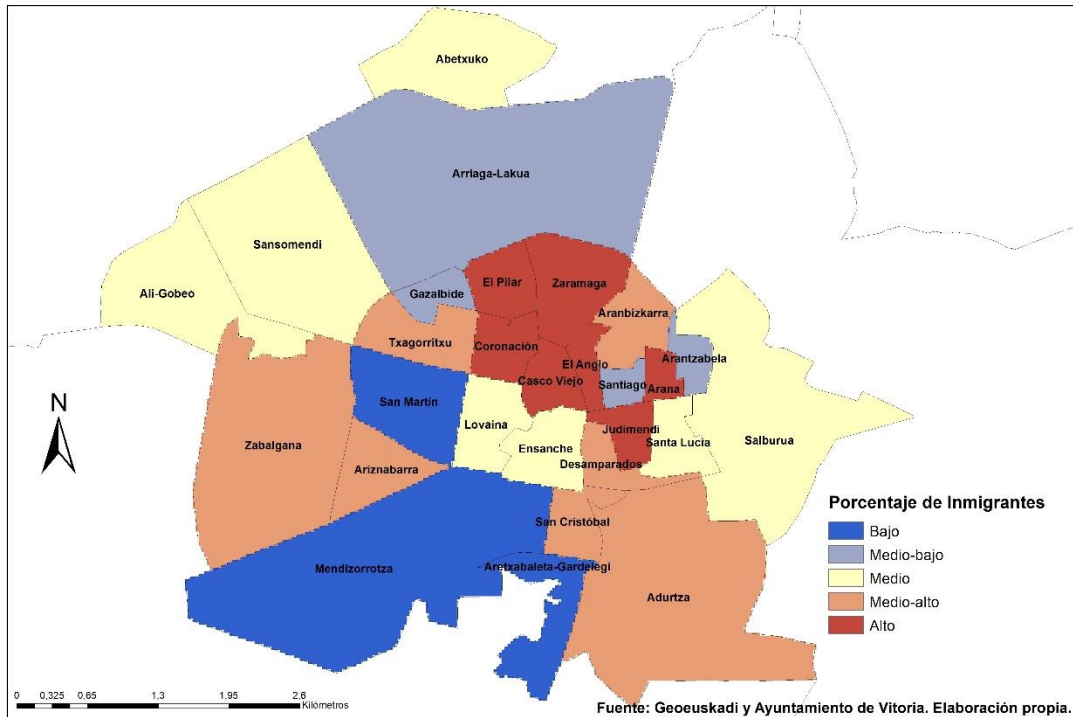 Abetxuko
Arriaga-Lakua
Sansomendi
Ali-Gobeo
Gazalbide
El Pilar
Zaramaga
Aranbizkarra
Txagorritxu
Coronación
El Anglo
Arantzabela
Casco Viejo
Santiago
Arana
San Martín
Lovaina
Judimendi
Santa Lucia
Salburua
Zabalgana
Ensanche
Ariznabarra
Desamparados
N
San Cristóbal
Mendizorrotza
Aretxabaleta-Gardelegi
Adurtza
Porcentaje de Inmigrantes
Bajo
Medio-bajo
Medio
Medio-alto
Alto
0 0,325 0,65 1,3 1,95 2,6
Kilómetros
Fuente: Geoeuskadi y Ayuntamiento de Vitoria. Elaboración propia.